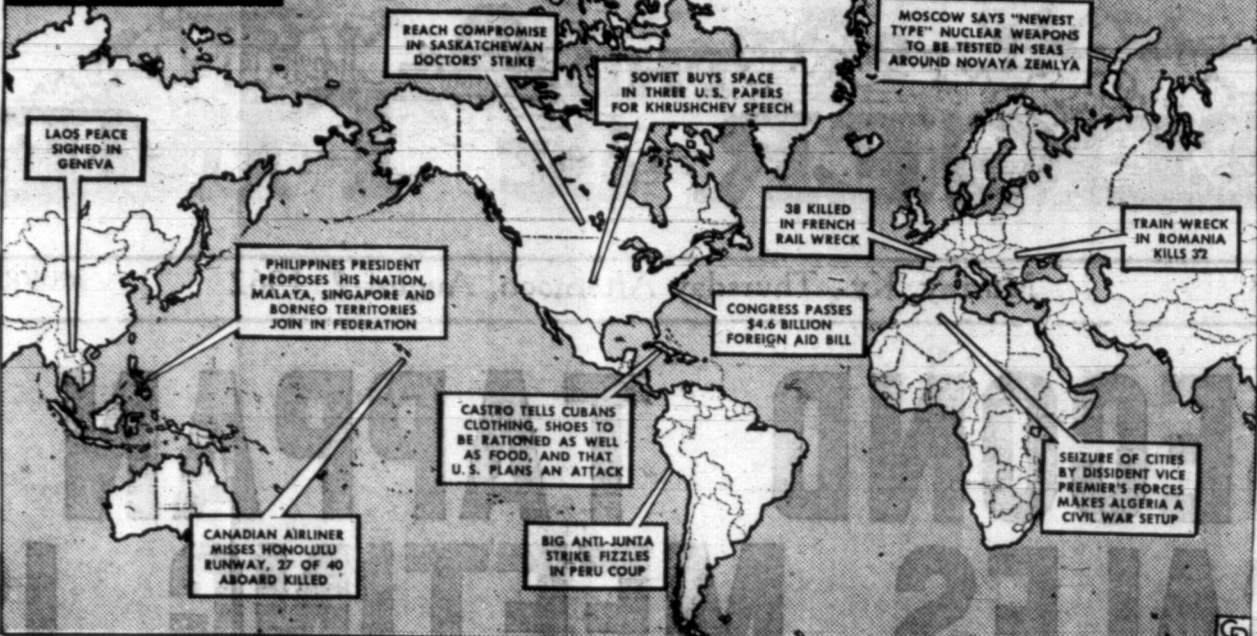 REACH COMPROMISE
IN SASKATCHEWAN
DOCTORS' STRIKE
MOSCOW SAYS "NEWEST
TYPE" NUCLEAR WEAPONS
TO BE TESTED IN SEAS
AROUND NOVAYA ZEMLYA
SOVIET BUYS SPACE
IN THREE U.S. PAPERS
FOR KHRUSHCHEV SPEECH
LAOS PEACE
SIGNED IN
GENEVA
38 KILLED
IN FRENCH
RAIL WRECK
TRAIN WRECK
IN ROMANIA
KILLS 32
PHILIPPINES PRESIDENT
PROPOSES HIS NATION,
MALAYA, SINGAPORE AND
BORNEO TERRITORIES
JOIN IN FEDERATION
CONGRESS PASSES
$4.6 BILLION
FOREIGN AID BILL
CASTRO TELLS CUBANS
CLOTHING, SHOES TO
BE RATIONED AS WELL
AS FOOD, AND THAT
U.S. PLANS AN ATTACK
SEIZURE OF CITIES
BY DISSIDENT VICE
PREMIER'S FORCES
MAKES ALGERIA A
CIVIL WAR SETUP
CANADIAN AIRLINER
MISSES HONOLULU
RUNWAY, 27 OF 40
ABOARD KILLED
BIG ANTI-JUNTA
STRIKE FIZZLES
IN PERU COUP